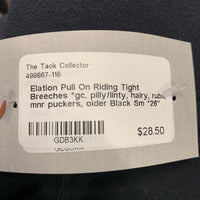 The Tack Collector
499867-116
Elation Pull On Riding Tight
Breeches *gc, pilly/linty, hairy, rubs,
mnr puckers, older Black Sm *26"
$28.50
GDB3KK
GDB3KK